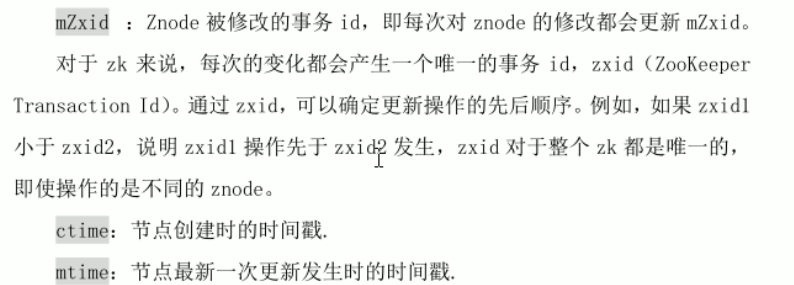 mZxid ：Znode 被修改的事务 id，即每次对 znode 的修改都会更新 mZxid。
对于 zk 来说，每次的变化都会产生一个唯一的事务 id，zxid（ZooKeeper
Transaction Id）。通过 zxid，可以确定更新操作的先后顺序。例如，如果 zxid1
小于 zxid2，说明 zxid1 操作先于 zxid2 发生，zxid 对于整个 zk 都是唯一的，
即使操作的是不同的 znode。
ctime：节点创建时的时间戳.
mtime：节点最新一次更新发生时的时间戳.